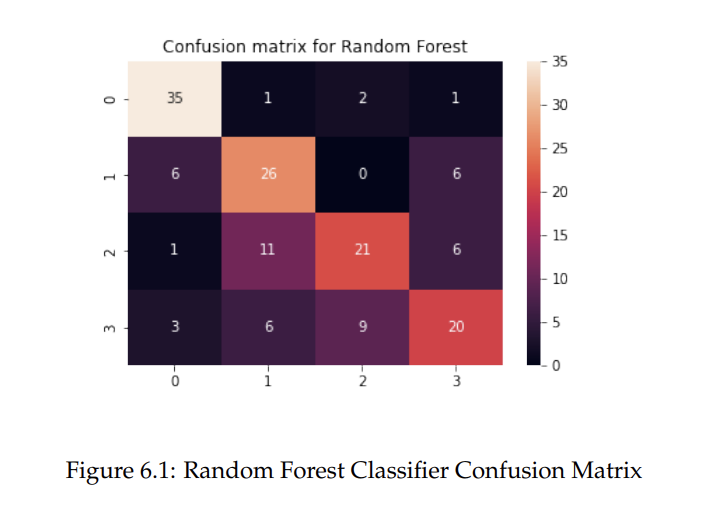 Confusion matrix for Random Forest
35
0 35 1 2 1
30
25
1 6 26 0 6
20
15
2 1 11 21 6
10
3 3 6 9 20
5
0
0 1 2 3
Figure 6.1: Random Forest Classifier Confusion Matrix